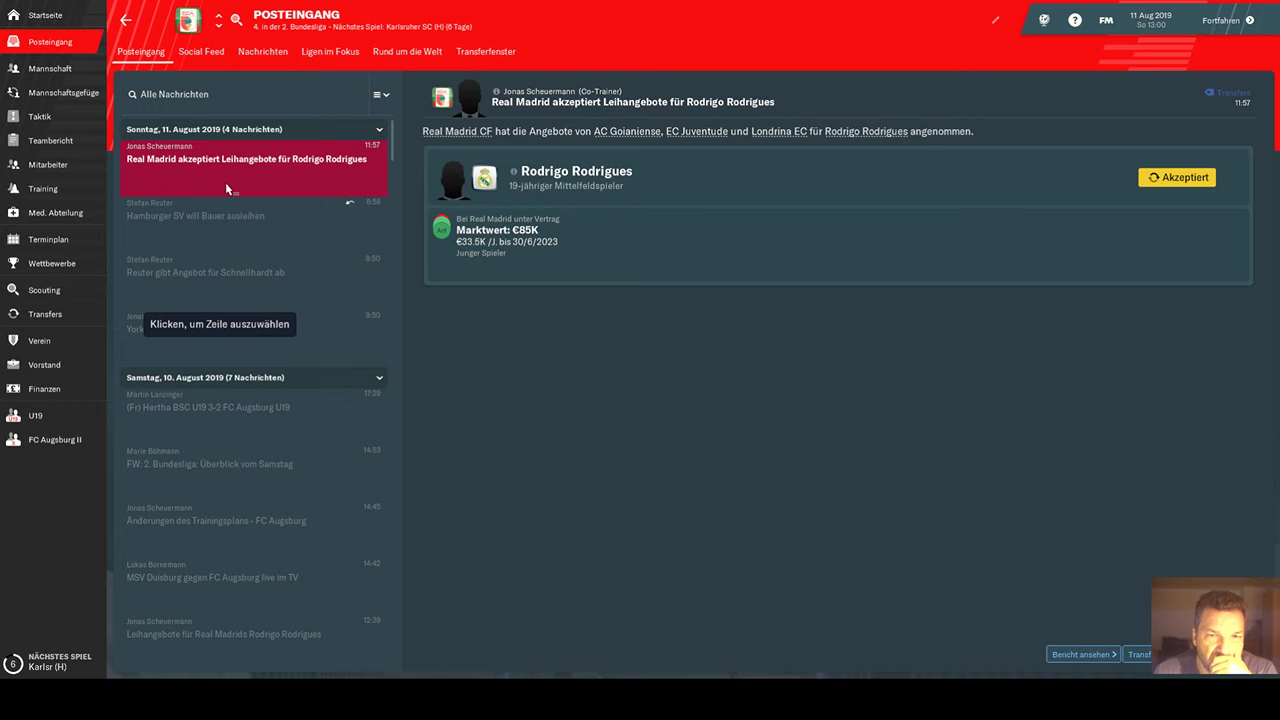 Startseite
Posteingang
Mannschaft
Mannschaftsgefüge
Taktik
Teambericht
Mitarbeiter
Training
Med. Abteilung
Terminplan
Wettbewerbe
Scouting
Transfers
Verein
Vorstand
Finanzen
U19
FC Augsburg II
6 NÄCHSTES SPIEL
Karlsr (H)
POSTEINGANG
4. in der 2. Bundesliga - Nächstes Spiel: Karlsruher SC (H) (6 Tage)
FM
11 Aug 2019
So 13:00
Fortfahren
Posteingang Social Feed Nachrichten Ligen im Fokus Rund um die Welt Transferfenster
Alle Nachrichten
Sonntag, 11. August 2019 (4 Nachrichten)
Jonas Scheuermann 11:57
Real Madrid akzeptiert Leihangebote für Rodrigo Rodrigues
Stefan Reuter 8:59
Hamburger SV will Bauer ausleihen
Stefan Reuter 8:50
Reuter gibt Angebot für Schnellhardt ab
Jonas 8:50
York
Klicken, um Zeile auszuwählen
Samstag, 10. August 2019 (7 Nachrichten)
Martin Lanzinger 17:29
(Fr) Hertha BSC U19 3-2 FC Augsburg U19
Marie Böhmann 14:53
FW: 2. Bundesliga: Überblick vom Samstag
Jonas Scheuermann 14:45
Änderungen des Trainingsplans - FC Augsburg
Lukas Bornemann 14:42
MSV Duisburg gegen FC Augsburg live im TV
Jonas Scheuermann 12:39
Leihangebote für Real Madrids Rodrigo Rodrigues
Jonas Scheuermann (Co-Trainer)
Real Madrid akzeptiert Leihangebote für Rodrigo Rodrigues
Transfers
11:57
Real Madrid CF hat die Angebote von AC Goianiense, EC Juventude und Londrina EC für Rodrigo Rodrigues angenommen.
Rodrigo Rodrigues
19-jähriger Mittelfeldspieler
Akzeptiert
Anf
Bei Real Madrid unter Vertrag
Marktwert: €85K
€33.5K /J. bis 30/6/2023
Junger Spieler
Bericht ansehen
Transf